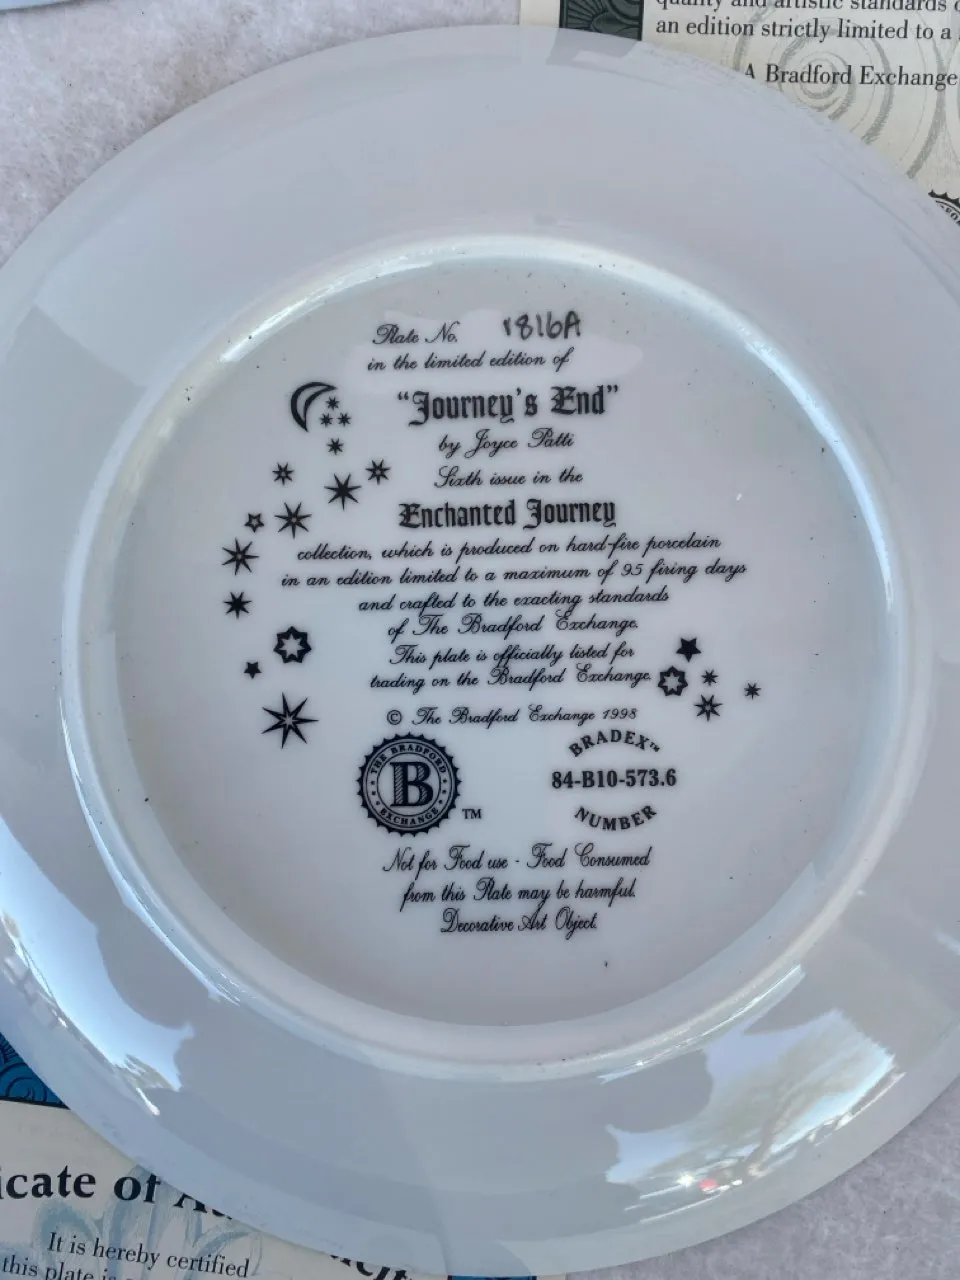 quality and artistic standards
an edition strictly limited to a
A Bradford Exchange
Plate No. 1816A
in the limited edition of
“Journey's End”
by Joyce Patti
Sixth issue in the
Enchanted Journey
collection, which is produced on hard-fire porcelain
in an edition limited to a maximum of 95 firing days
and crafted to the exacting standards
of The Bradford Exchange.
This plate is officially listed for
trading on the Bradford Exchange.
© The Bradford Exchange 1998
THE BRADFORD
B
EXCHANGE
TM
BRADEX™
84-B10-573.6
NUMBER
Not for Food use - Food Consumed
from this Plate may be harmful.
Decorative Art Object.
icate of
It is hereby certified
this plate is